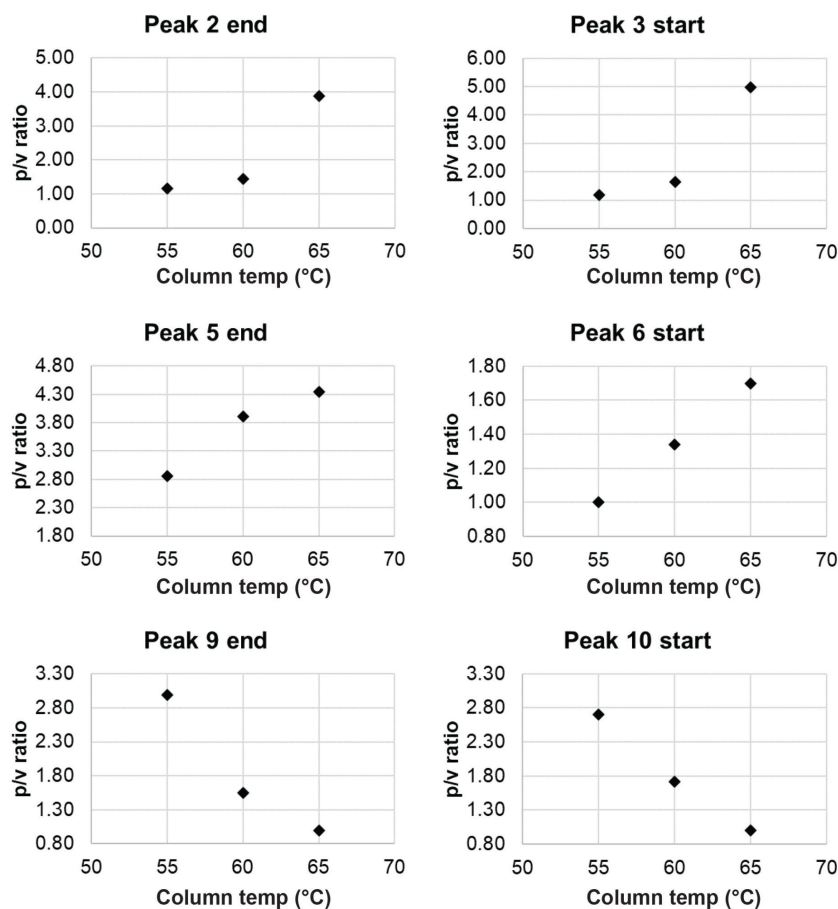 Peak 2 end
5.00
4.00
3.00
2.00
1.00
0.00
p/v ratio
50 55 60 65 70
Column temp (°C)
Peak 3 start
6.00
5.00
4.00
3.00
2.00
1.00
0.00
p/v ratio
50 55 60 65 70
Column temp (°C)
Peak 5 end
4.80
4.30
3.80
3.30
2.80
2.30
1.80
p/v ratio
50 55 60 65 70
Column temp (°C)
Peak 6 start
1.80
1.60
1.40
1.20
1.00
0.80
p/v ratio
50 55 60 65 70
Column temp (°C)
Peak 9 end
3.30
2.80
2.30
1.80
1.30
0.80
p/v ratio
50 55 60 65 70
Column temp (°C)
Peak 10 start
3.30
2.80
2.30
1.80
1.30
0.80
p/v ratio
50 55 60 65 70
Column temp (°C)